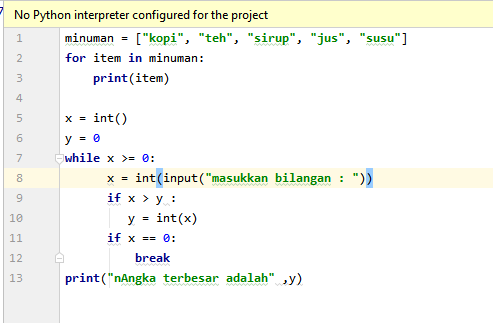 No Python interpreter configured for the project
1 minuman = ["kopi", "teh", "sirup", "jus", "susu"]
2 for item in minuman:
3     print(item)
4
5 x = int()
6 y = 0
7 while x >= 0:
8       x = int(input("masukkan bilangan : "))
9       if x > y :
10          y = int(x)
11      if x == 0:
12           break
13 print("nAngka terbesar adalah" ,y)